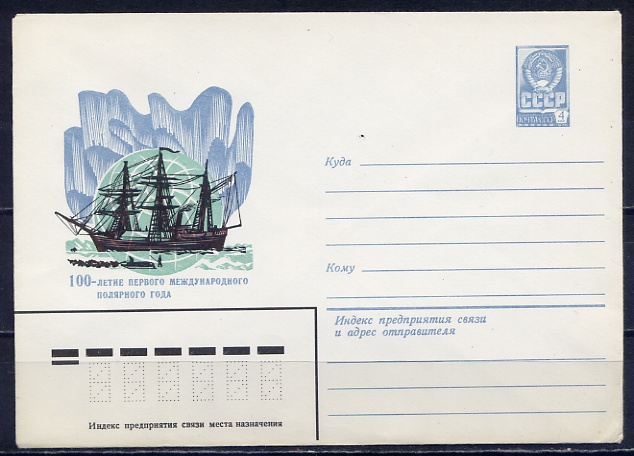 СССР
ПОЧТА СССР 4
Куда
100-ЛЕТИЕ ПЕРВОГО МЕЖДУНАРОДНОГО
ПОЛЯРНОГО ГОДА
Кому
Индекс предприятия связи
и адрес отправителя
Индекс предприятия связи места назначения